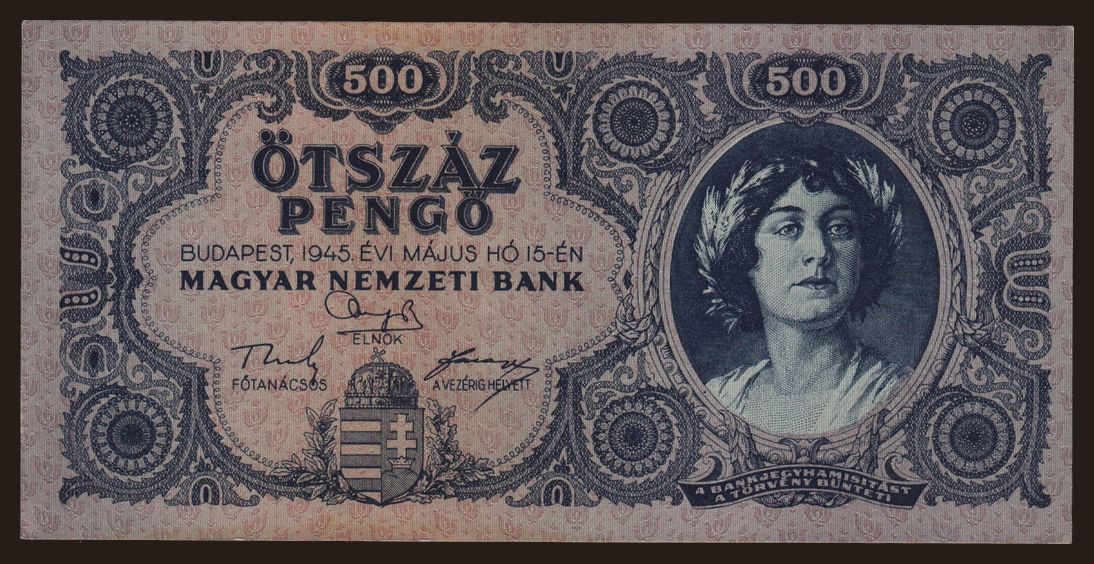 500
500
ÖTSZÁZ
PENGŐ
BUDAPEST, 1945. ÉVI MÁJUS HÓ 15-ÉN
MAGYAR NEMZETI BANK
ELNÖK
FŐTANÁCSOS
A VEZÉRIG. HELYETT
A BANKJEGYHAMISITÁST
A TÖRVÉNY BÜNTETI